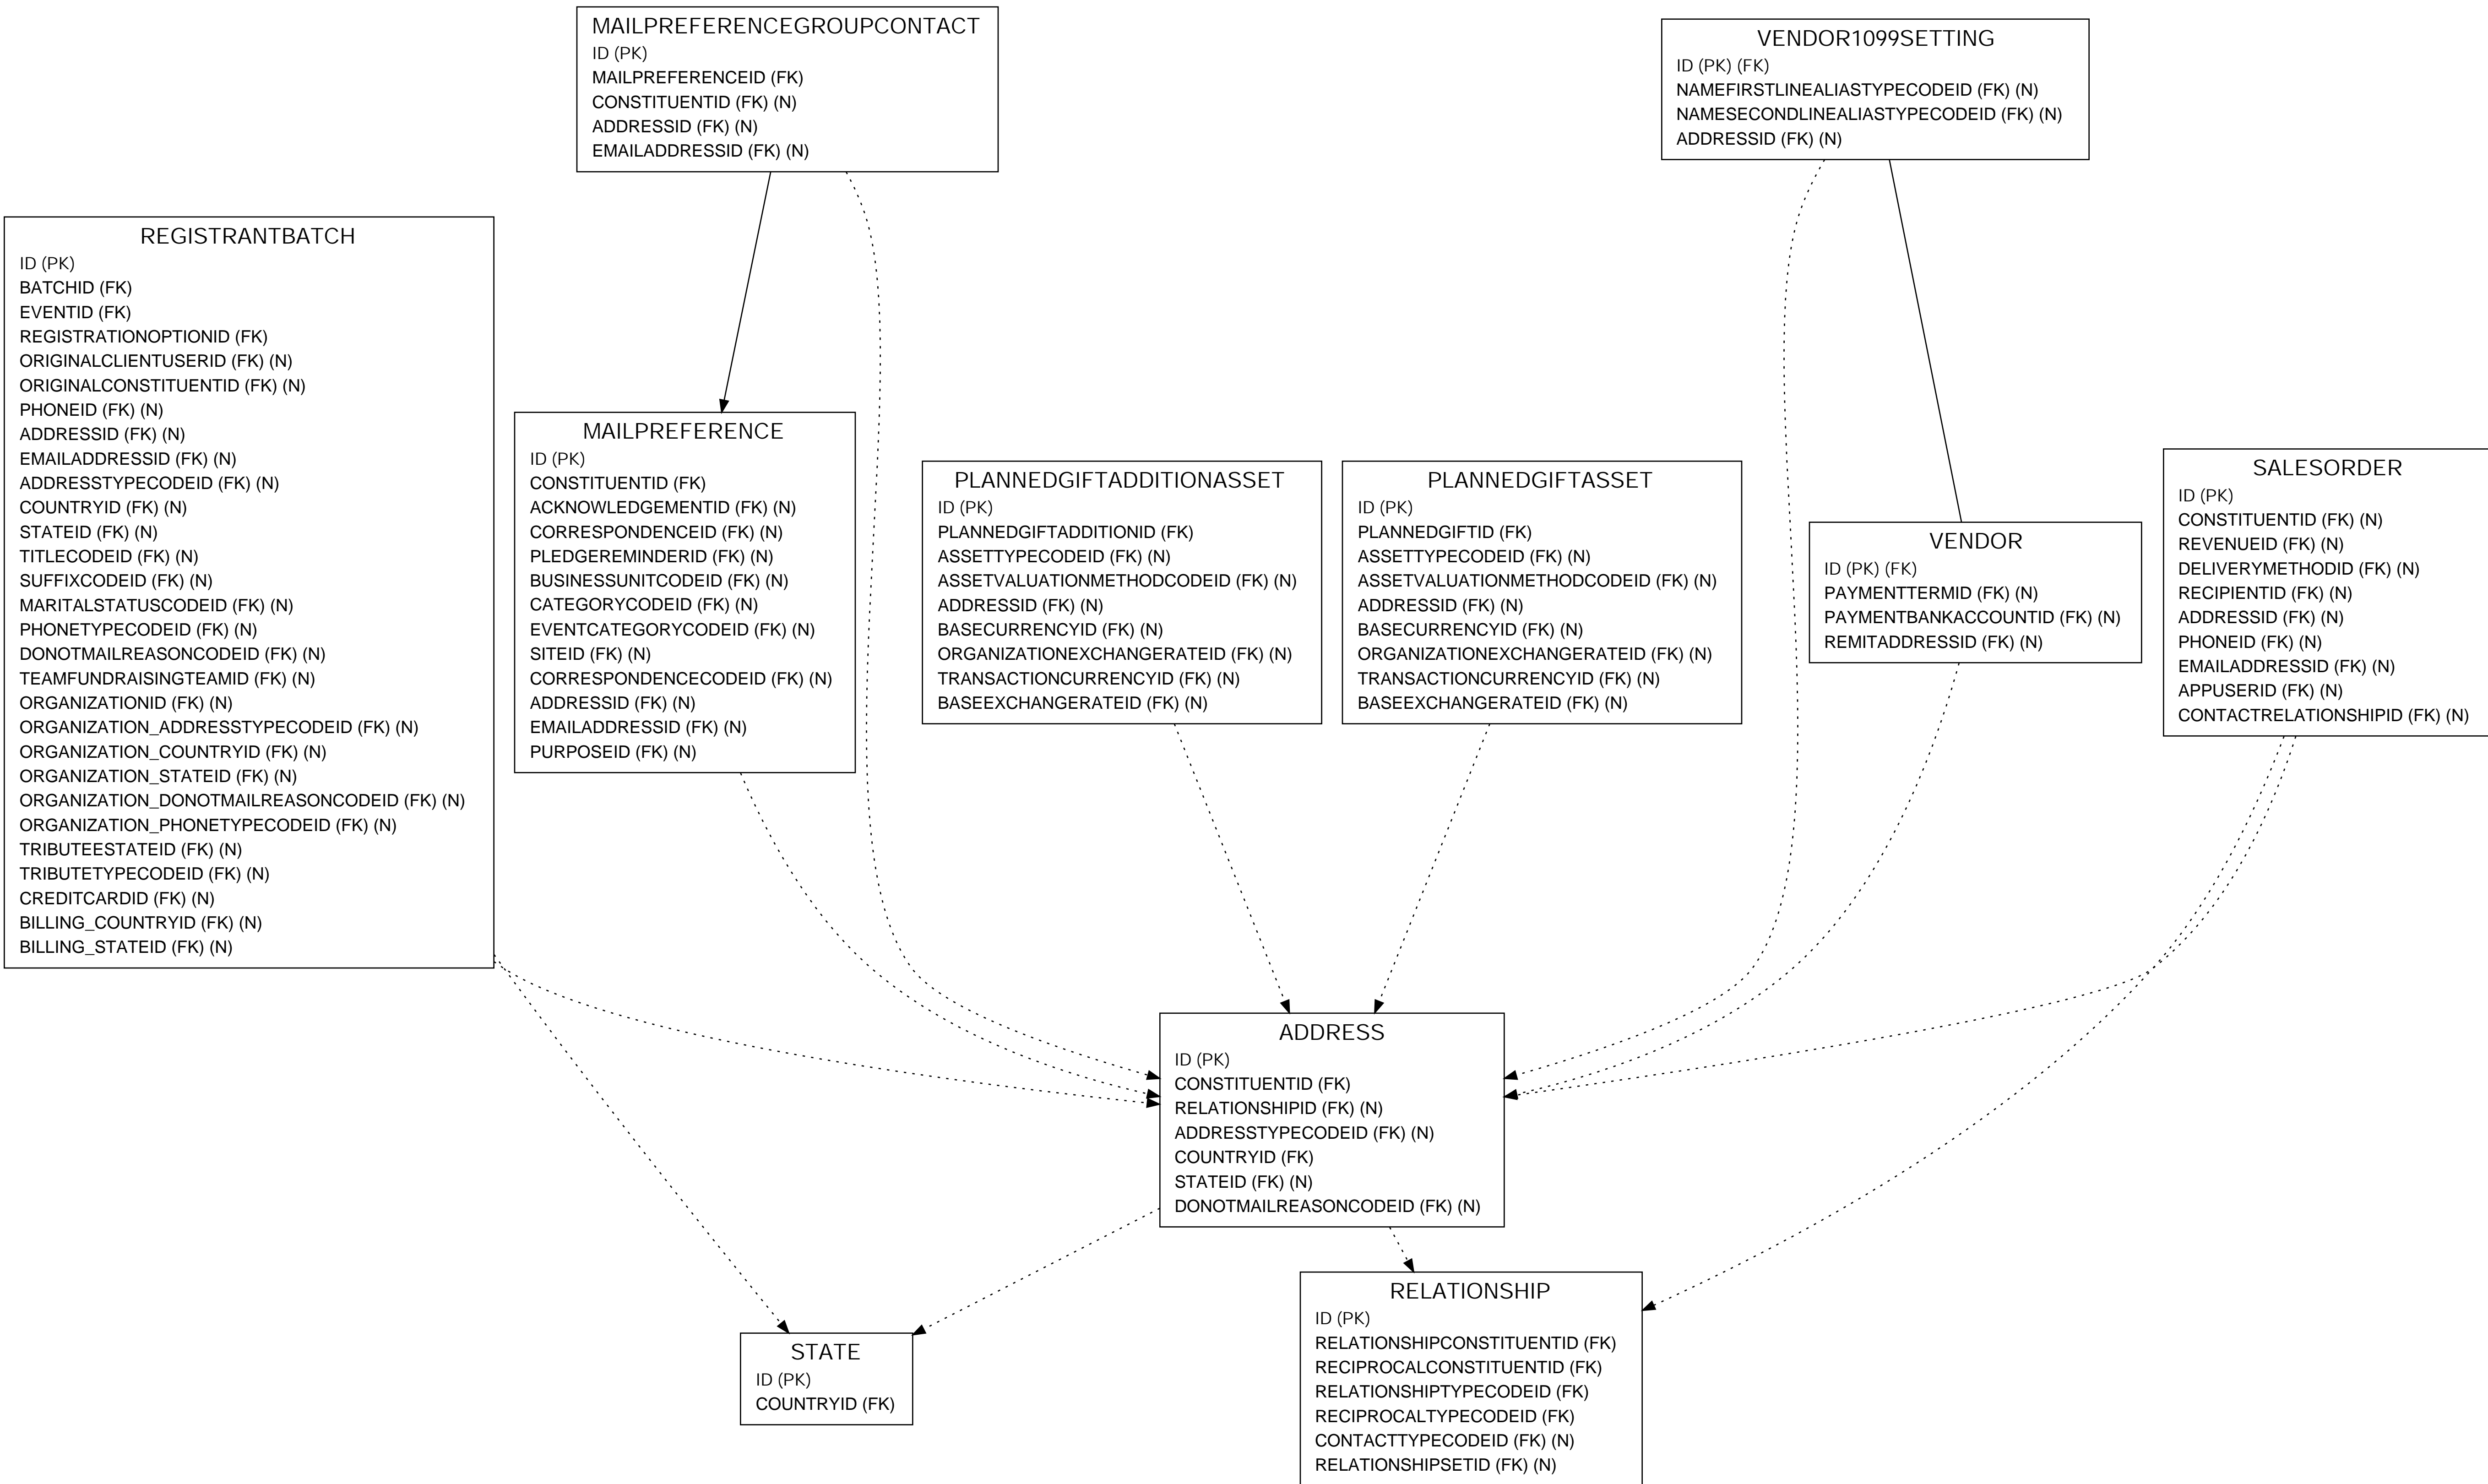 MAILPREFERENCEGROUPCONTACT
ID (PK)
MAILPREFERENCEID (FK)
CONSTITUENTID (FK) (N)
ADDRESSID (FK) (N)
EMAILADDRESSID (FK) (N)
VENDOR1099SETTING
ID (PK) (FK)
NAMEFIRSTLINEALIASTYPECODEID (FK) (N)
NAMESECONDLINEALIASTYPECODEID (FK) (N)
ADDRESSID (FK) (N)
REGISTRANTBATCH
ID (PK)
BATCHID (FK)
EVENTID (FK)
REGISTRATIONOPTIONID (FK)
ORIGINALCLIENTUSERID (FK) (N)
ORIGINALCONSTITUENTID (FK) (N)
PHONEID (FK) (N)
ADDRESSID (FK) (N)
EMAILADDRESSID (FK) (N)
ADDRESSTYPECODEID (FK) (N)
COUNTRYID (FK) (N)
STATEID (FK) (N)
TITLECODEID (FK) (N)
SUFFIXCODEID (FK) (N)
MARITALSTATUSCODEID (FK) (N)
PHONETYPECODEID (FK) (N)
DONOTMAILREASONCODEID (FK) (N)
TEAMFUNDRAISINGTEAMID (FK) (N)
ORGANIZATIONID (FK) (N)
ORGANIZATION_ADDRESSTYPECODEID (FK) (N)
ORGANIZATION_COUNTRYID (FK) (N)
ORGANIZATION_STATEID (FK) (N)
ORGANIZATION_DONOTMAILREASONCODEID (FK) (N)
ORGANIZATION_PHONETYPECODEID (FK) (N)
TRIBUTEESTATEID (FK) (N)
TRIBUTETYPECODEID (FK) (N)
CREDITCARDID (FK) (N)
BILLING_COUNTRYID (FK) (N)
BILLING_STATEID (FK) (N)
MAILPREFERENCE
ID (PK)
CONSTITUENTID (FK)
ACKNOWLEDGEMENTID (FK) (N)
CORRESPONDENCEID (FK) (N)
PLEDGEREMINDERID (FK) (N)
BUSINESSUNITCODEID (FK) (N)
CATEGORYCODEID (FK) (N)
EVENTCATEGORYCODEID (FK) (N)
SITEID (FK) (N)
CORRESPONDENCECODEID (FK) (N)
ADDRESSID (FK) (N)
EMAILADDRESSID (FK) (N)
PURPOSEID (FK) (N)
PLANNEDGIFTADDITIONASSET
ID (PK)
PLANNEDGIFTADDITIONID (FK)
ASSETTYPECODEID (FK) (N)
ASSETVALUATIONMETHODCODEID (FK) (N)
ADDRESSID (FK) (N)
BASECURRENCYID (FK) (N)
ORGANIZATIONEXCHANGERATEID (FK) (N)
TRANSACTIONCURRENCYID (FK) (N)
BASEEXCHANGERATEID (FK) (N)
PLANNEDGIFTASSET
ID (PK)
PLANNEDGIFTID (FK)
ASSETTYPECODEID (FK) (N)
ASSETVALUATIONMETHODCODEID (FK) (N)
ADDRESSID (FK) (N)
BASECURRENCYID (FK) (N)
ORGANIZATIONEXCHANGERATEID (FK) (N)
TRANSACTIONCURRENCYID (FK) (N)
BASEEXCHANGERATEID (FK) (N)
VENDOR
ID (PK) (FK)
PAYMENTTERMID (FK) (N)
PAYMENTBANKACCOUNTID (FK) (N)
REMITADDRESSID (FK) (N)
SALESORDER
ID (PK)
CONSTITUENTID (FK) (N)
REVENUEID (FK) (N)
DELIVERYMETHODID (FK) (N)
RECIPIENTID (FK) (N)
ADDRESSID (FK) (N)
PHONEID (FK) (N)
EMAILADDRESSID (FK) (N)
APPUSERID (FK) (N)
CONTACTRELATIONSHIPID (FK) (N)
ADDRESS
ID (PK)
CONSTITUENTID (FK)
RELATIONSHIPID (FK) (N)
ADDRESSTYPECODEID (FK) (N)
COUNTRYID (FK)
STATEID (FK) (N)
DONOTMAILREASONCODEID (FK) (N)
STATE
ID (PK)
COUNTRYID (FK)
RELATIONSHIP
ID (PK)
RELATIONSHIPCONSTITUENTID (FK)
RECIPROCALCONSTITUENTID (FK)
RELATIONSHIPTYPECODEID (FK)
RECIPROCALTYPECODEID (FK)
CONTACTTYPECODEID (FK) (N)
RELATIONSHIPSETID (FK) (N)